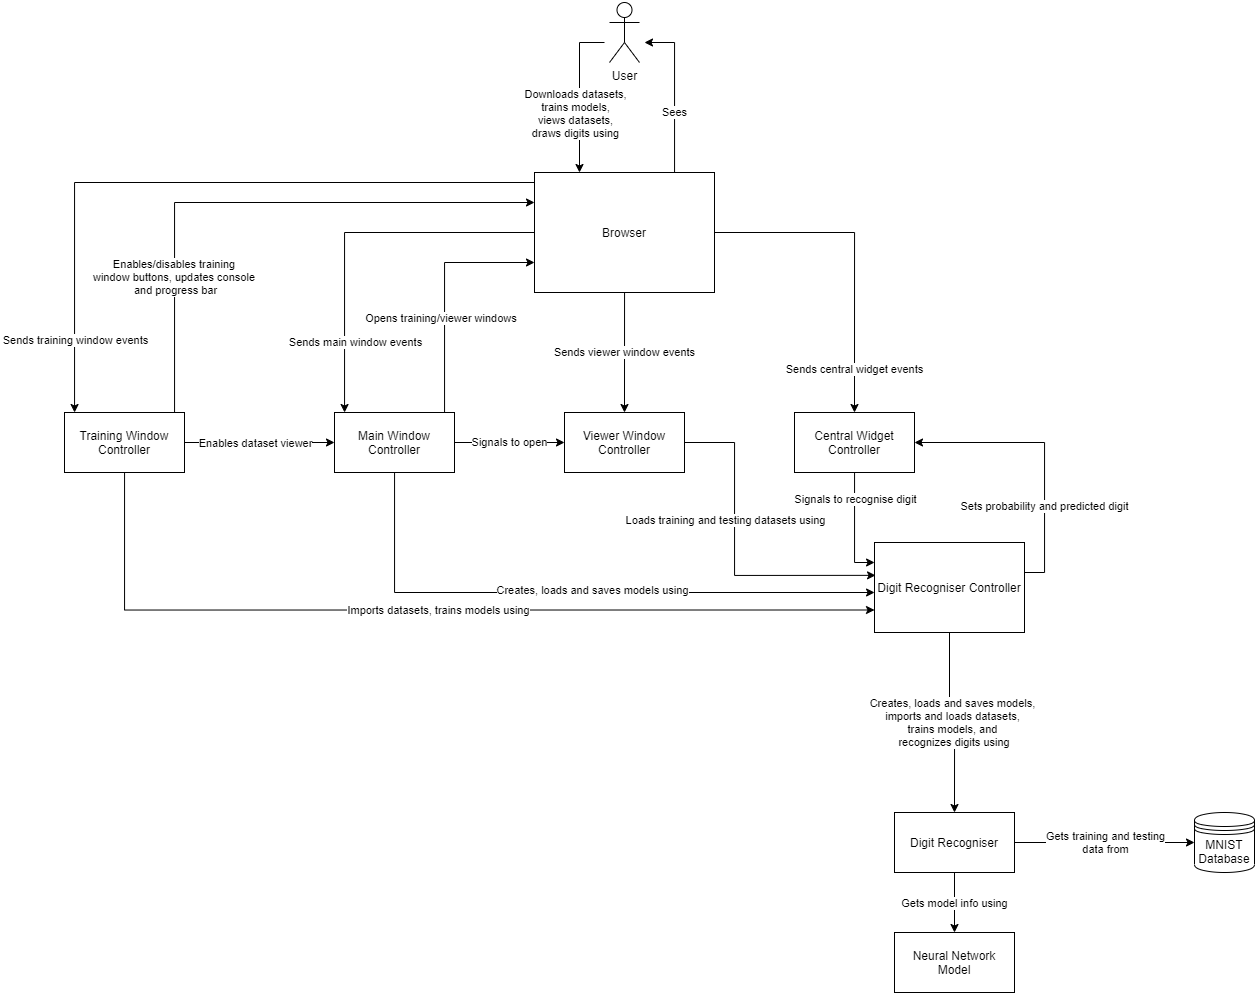 User
Downloads datasets,
trains models,
views datasets,
draws digits using
Sees
Browser
Enables/disables training
window buttons, updates console
and progress bar
Opens training/viewer windows
Sends training window events
Sends main window events
Sends viewer window events
Sends central widget events
Training Window
Controller
Enables dataset viewer
Main Window
Controller
Signals to open
Viewer Window
Controller
Central Widget
Controller
Signals to recognise digit
Sets probability and predicted digit
Loads training and testing datasets using
Digit Recogniser Controller
Creates, loads and saves models using
Imports datasets, trains models using
Creates, loads and saves models,
imports and loads datasets,
trains models, and
recognizes digits using
Digit Recogniser
Gets training and testing
data from
MNIST
Database
Gets model info using
Neural Network
Model